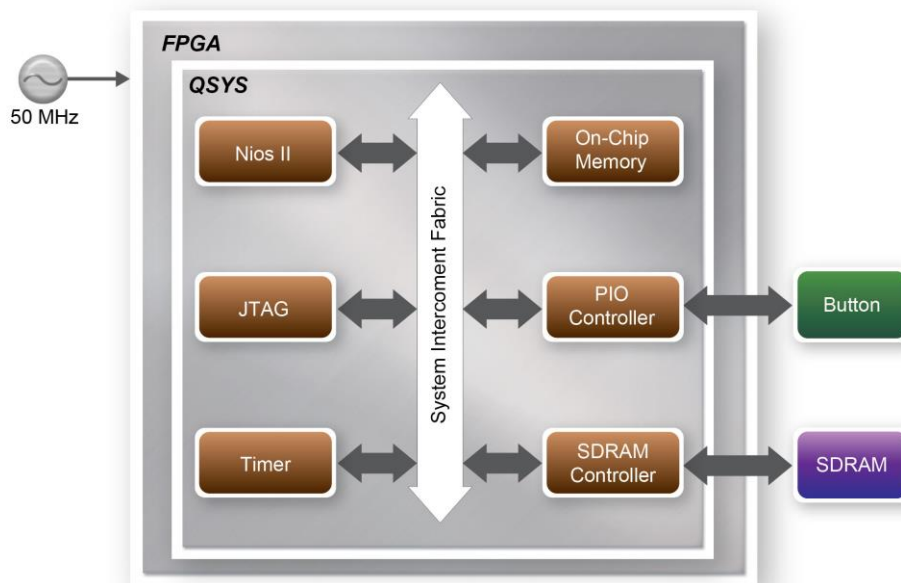 FPGA
QSYS
50 MHz
Nios II
On-Chip
Memory
System Intercoment Fabric
JTAG
PIO
Controller
Button
Timer
SDRAM
Controller
SDRAM